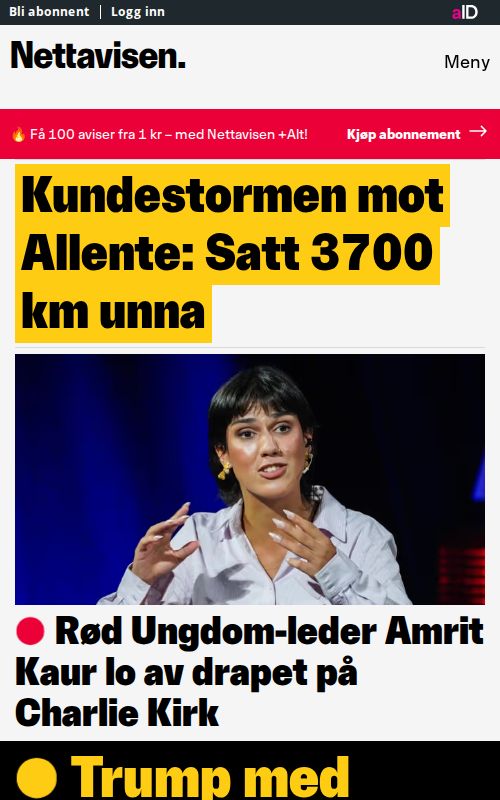 Bli abonnent | Logg inn
aID
Nettavisen.
Meny
🔥 Få 100 aviser fra 1 kr – med Nettavisen +Alt!
Kjøp abonnement →
Kundestormen mot
Allente: Satt 3700
km unna
Rød Ungdom-leder Amrit
Kaur lo av drapet på
Charlie Kirk
Trump med